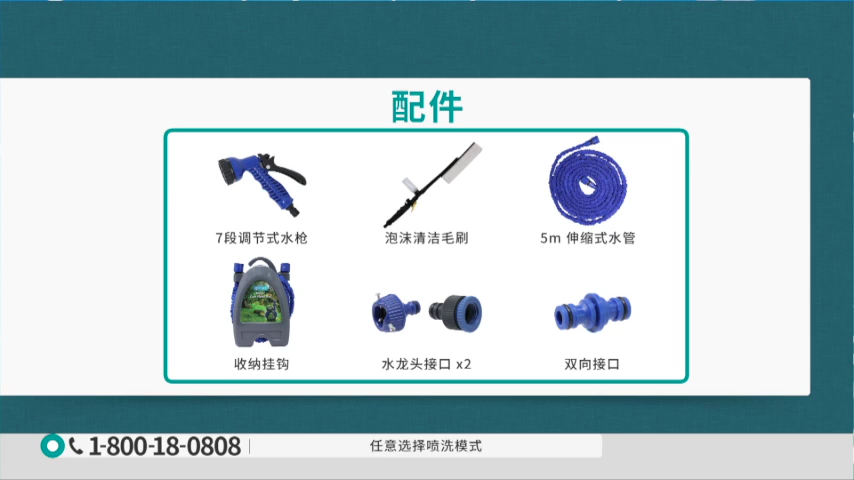 配件
7段调节式水枪
泡沫清洁毛刷
5m 伸缩式水管
收纳挂钩
水龙头接口 x2
双向接口
1-800-18-0808
任意选择喷洗模式